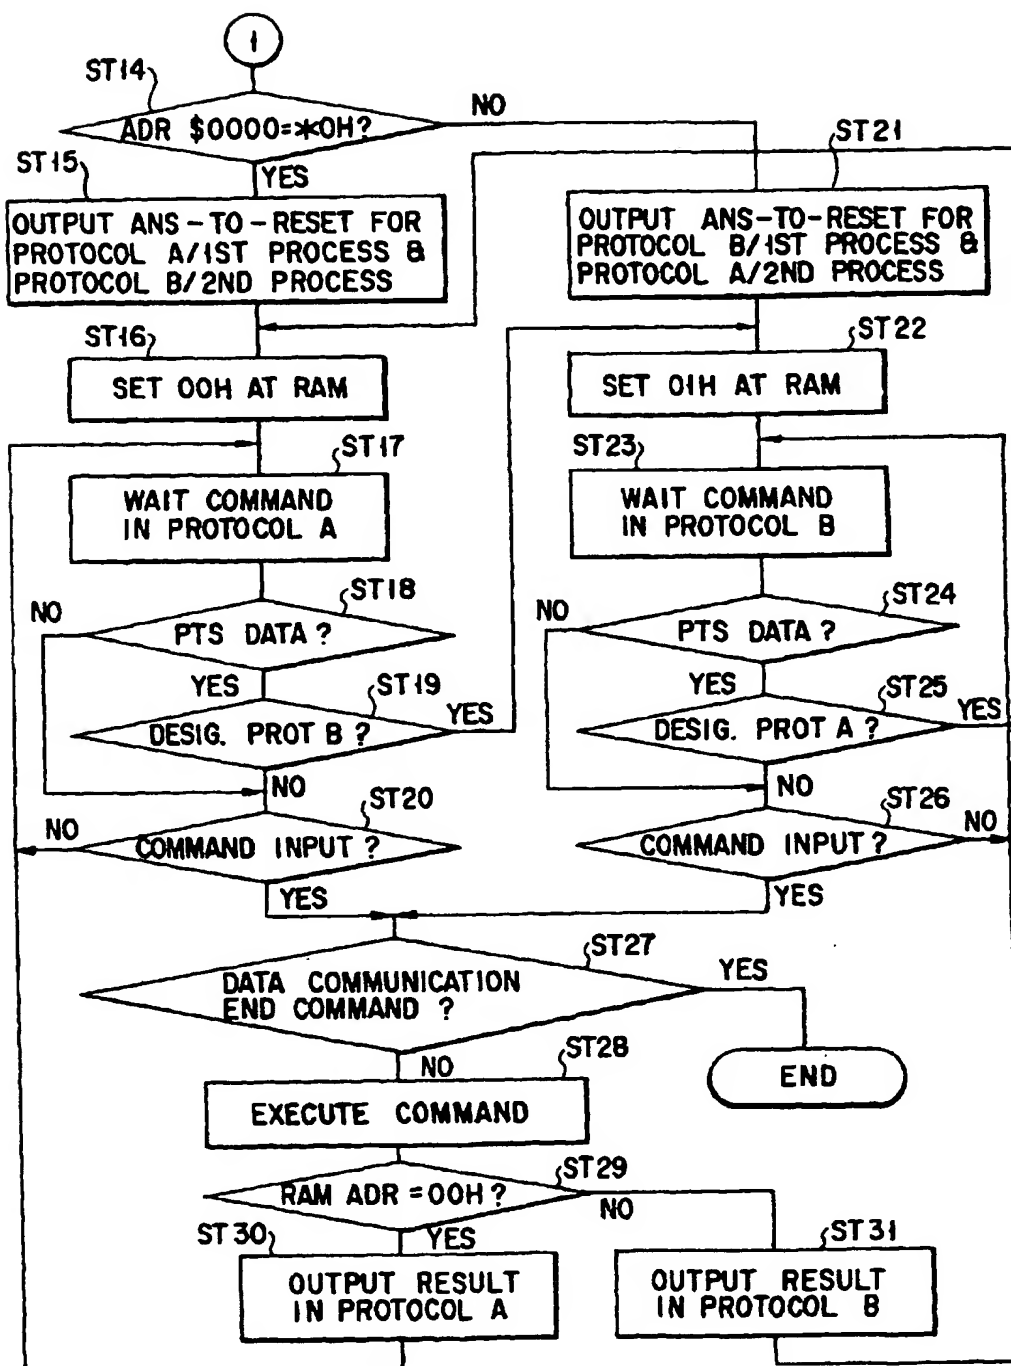 1
ST14
ADR $0000=*0H?
NO
YES
ST15
OUTPUT ANS-TO-RESET FOR
PROTOCOL A/1ST PROCESS &
PROTOCOL B/2ND PROCESS
ST21
OUTPUT ANS-TO-RESET FOR
PROTOCOL B/1ST PROCESS &
PROTOCOL A/2ND PROCESS
ST16
SET 00H AT RAM
ST22
SET 01H AT RAM
ST17
WAIT COMMAND
IN PROTOCOL A
ST23
WAIT COMMAND
IN PROTOCOL B
ST18
NO
PTS DATA ?
YES
ST24
NO
PTS DATA ?
YES
ST19
DESIG. PROT B ?
YES
NO
ST25
DESIG. PROT A ?
YES
NO
ST20
NO
COMMAND INPUT ?
YES
ST26
COMMAND INPUT ?
NO
YES
ST27
DATA COMMUNICATION
END COMMAND ?
YES
NO
END
ST28
EXECUTE COMMAND
ST29
RAM ADR = 00H ?
NO
YES
ST30
OUTPUT RESULT
IN PROTOCOL A
ST31
OUTPUT RESULT
IN PROTOCOL B